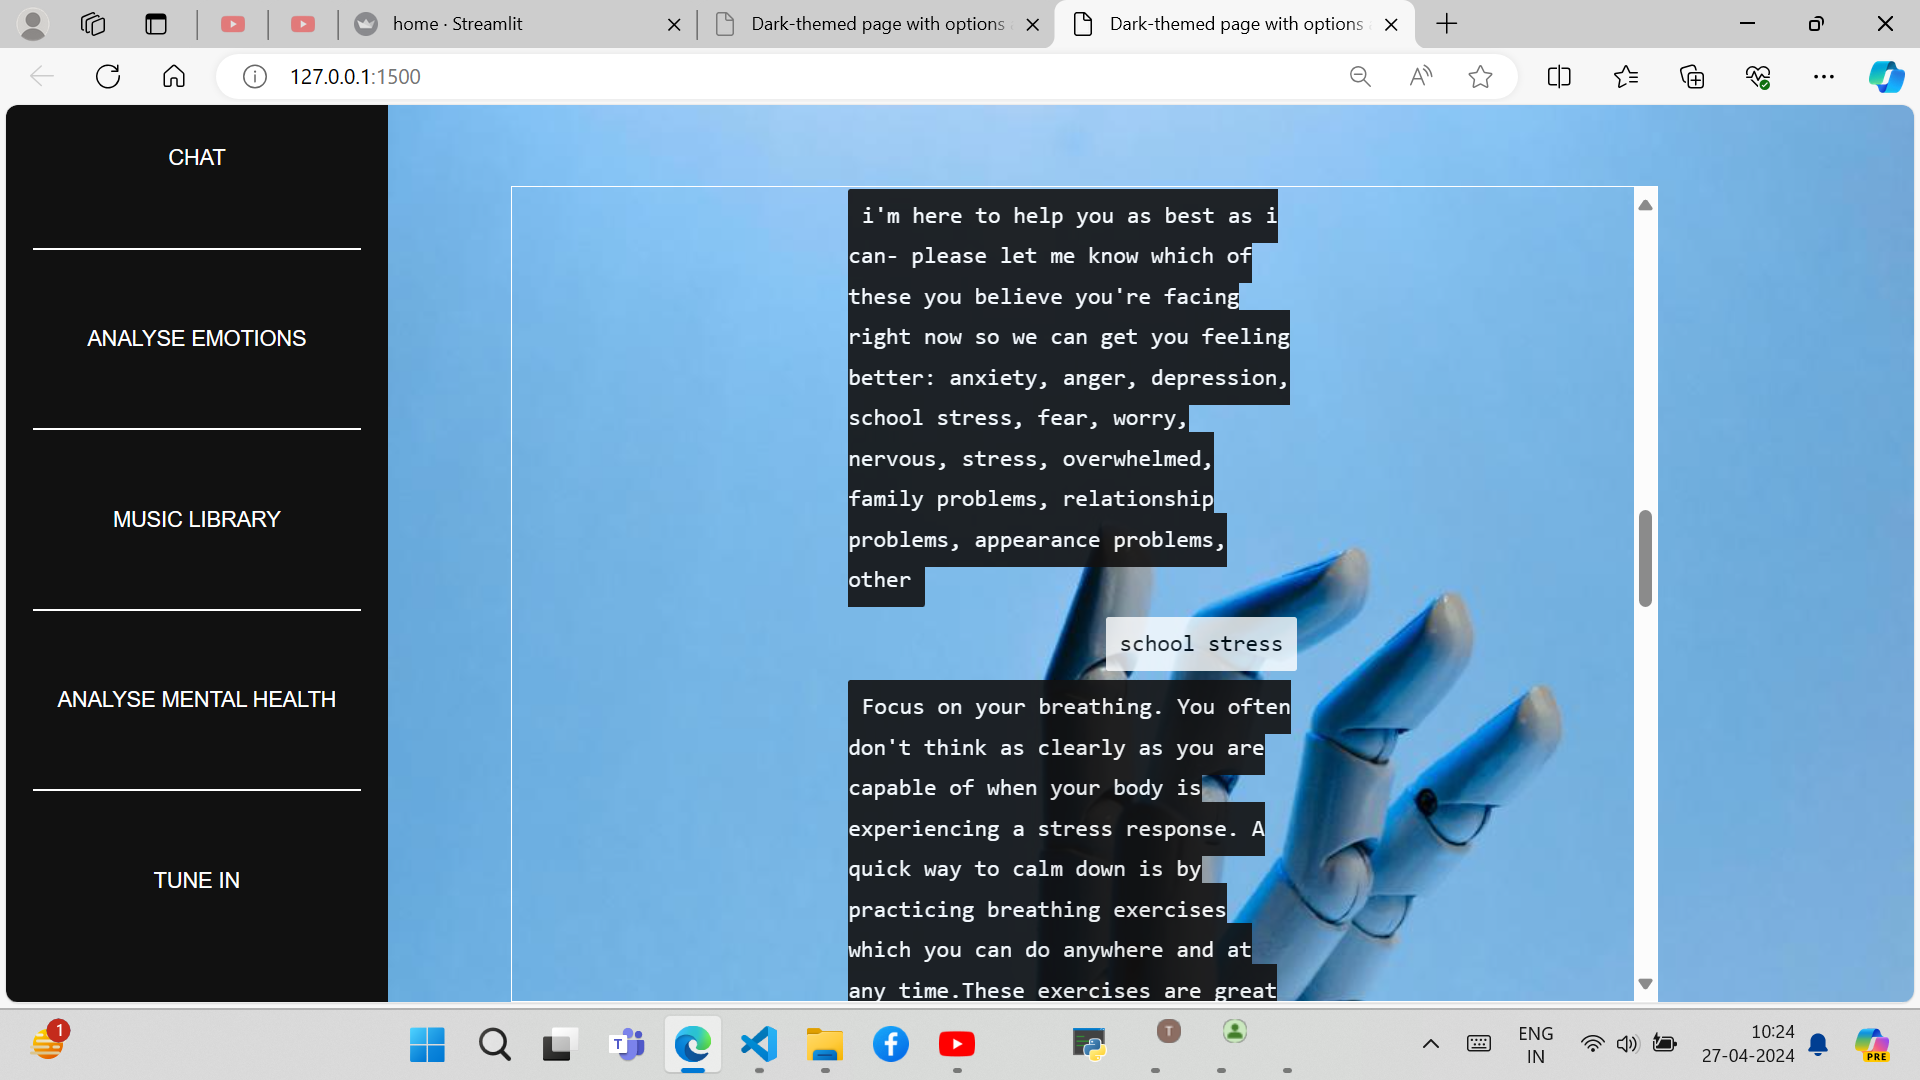 home · Streamlit
Dark-themed page with options
Dark-themed page with options
127.0.0.1:1500
CHAT
ANALYSE EMOTIONS
MUSIC LIBRARY
ANALYSE MENTAL HEALTH
TUNE IN
i'm here to help you as best as i
can- please let me know which of
these you believe you're facing
right now so we can get you feeling
better: anxiety, anger, depression,
school stress, fear, worry,
nervous, stress, overwhelmed,
family problems, relationship
problems, appearance problems,
other
school stress
Focus on your breathing. You often
don't think as clearly as you are
capable of when your body is
experiencing a stress response. A
quick way to calm down is by
practicing breathing exercises
which you can do anywhere and at
any time.These exercises are great
1
T
T
ENG
IN
10:24
27-04-2024
PRE